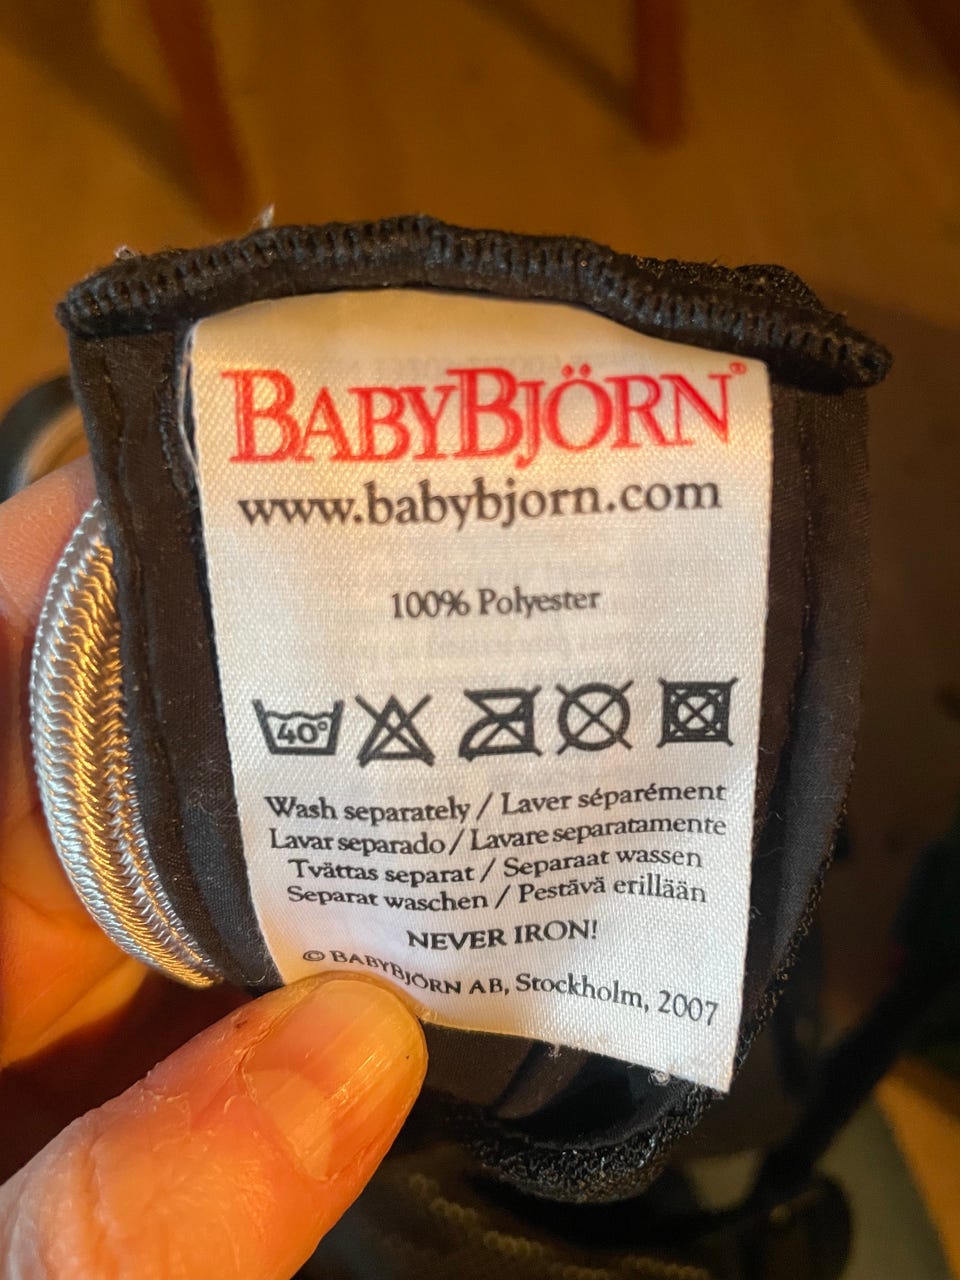 BABYBJÖRN®
www.babybjorn.com
100% Polyester
40°
Wash separately / Laver séparément
Lavar separado / Lavare separatamente
Tvättas separat / Separaat wassen
Separat waschen / Pestävä erillään
NEVER IRON!
© BABYBJÖRN AB, Stockholm, 2007